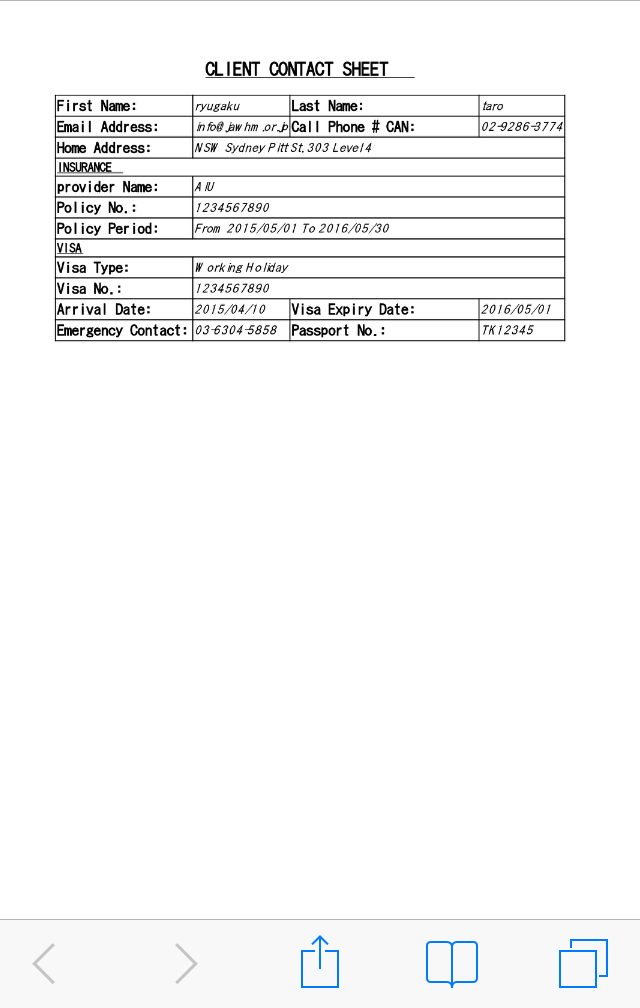 CLIENT CONTACT SHEET
First Name: ryugaku Last Name: taro
Email Address: info@jawhm.or.jp Call Phone # CAN: 02-9286-3774
Home Address: NSW Sydney Pitt St, 303 Level 4
INSURANCE
provider Name: AIU
Policy No.: 1234567890
Policy Period: From 2015/05/01 To 2016/05/30
VISA
Visa Type: Working Holiday
Visa No.: 1234567890
Arrival Date: 2015/04/10 Visa Expiry Date: 2016/05/01
Emergency Contact: 03-6304-5858 Passport No.: TK12345